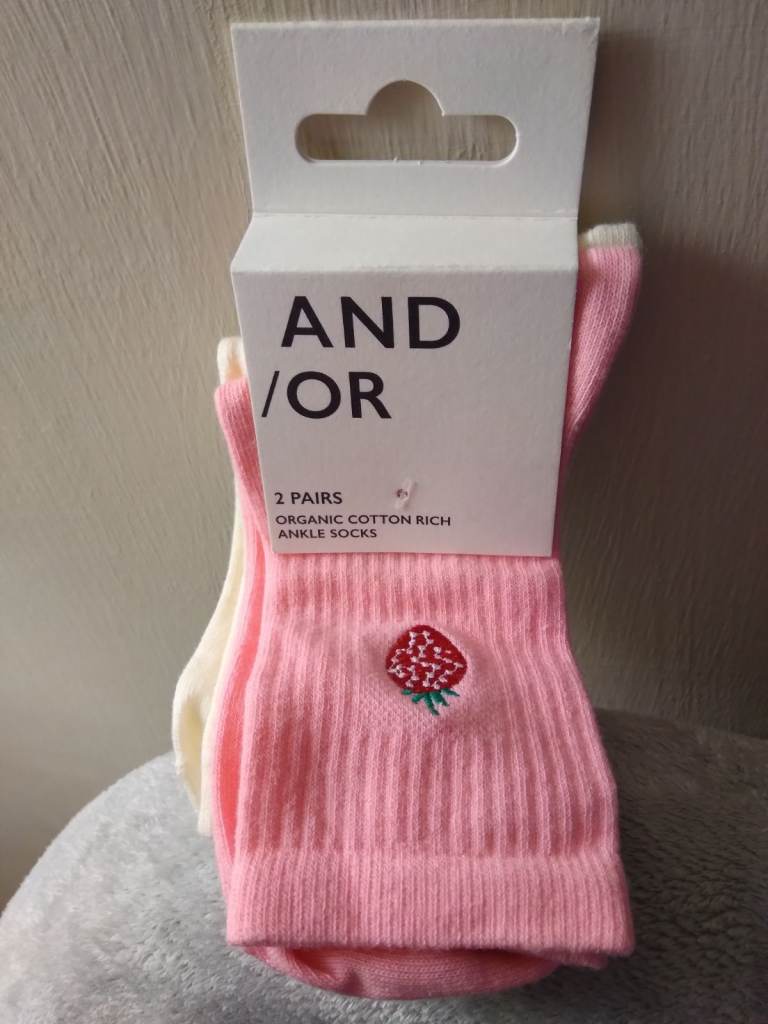 AND
/OR
2 PAIRS
ORGANIC COTTON RICH
ANKLE SOCKS